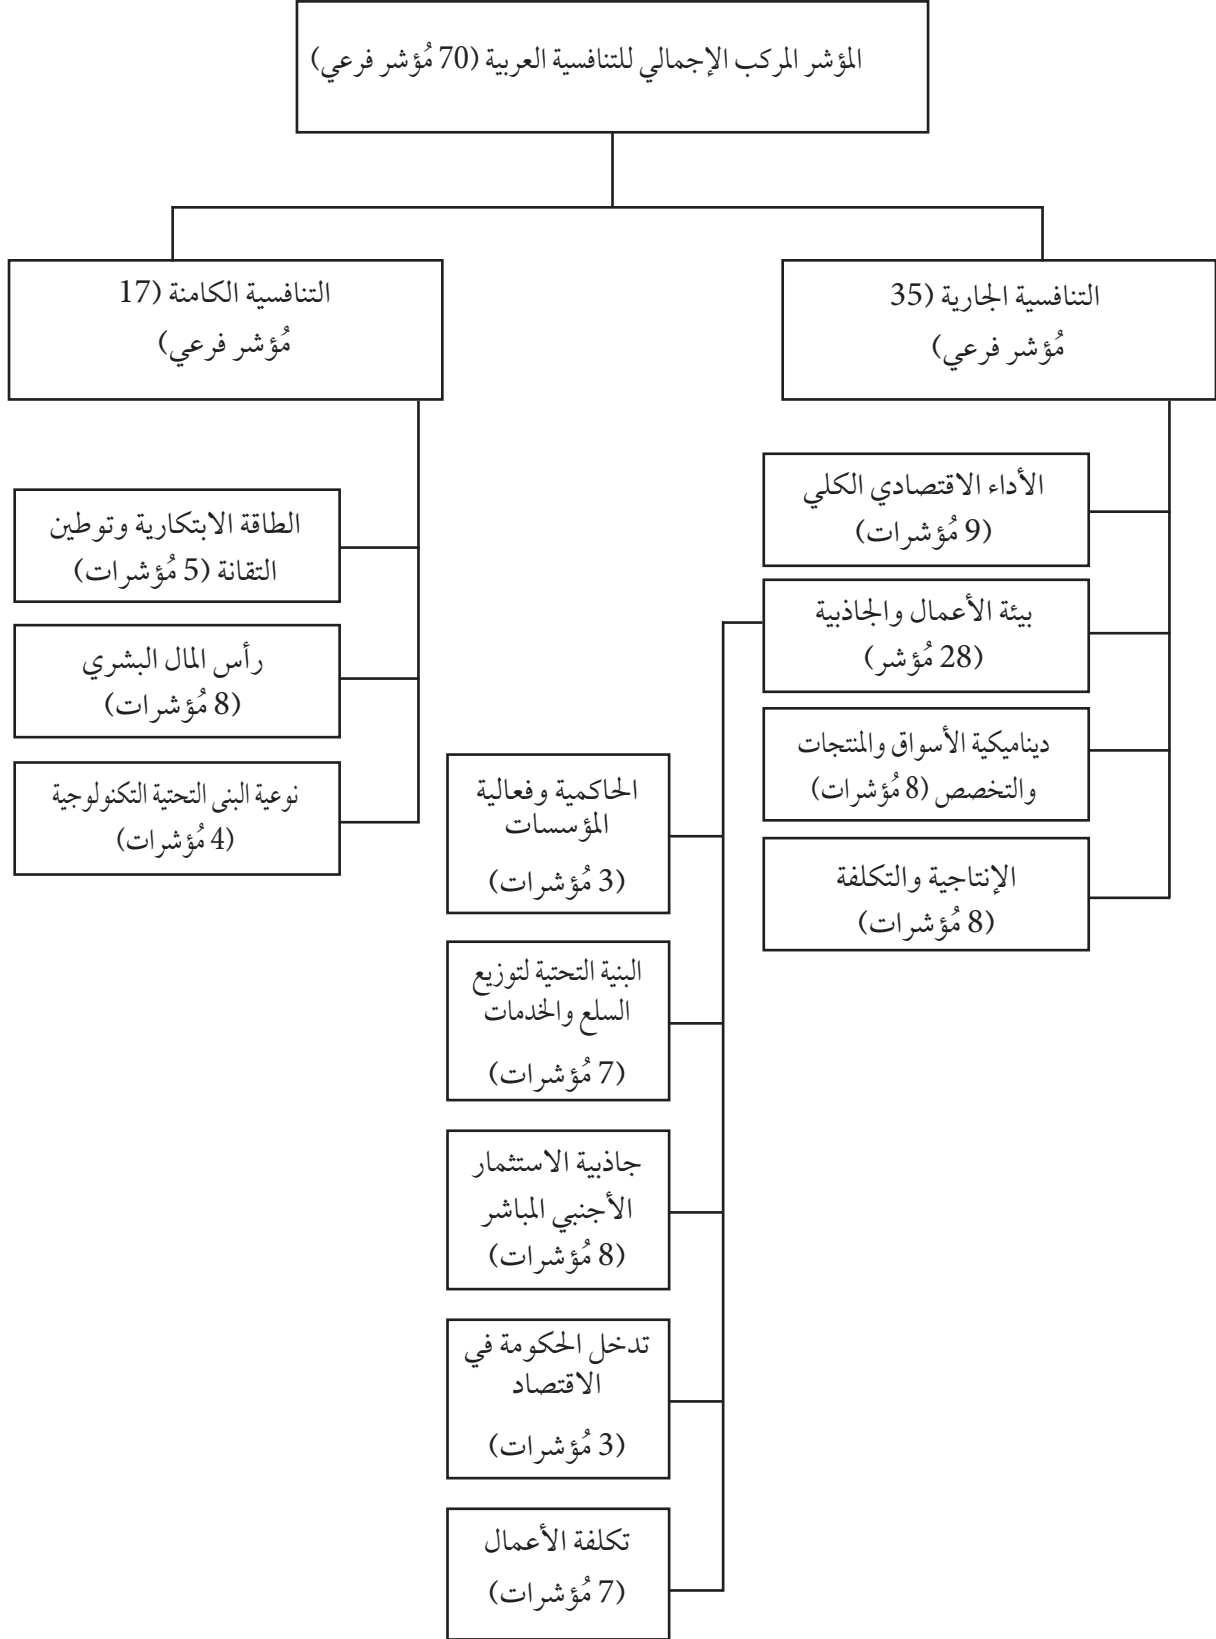 المؤشر المركب الإجمالي للتنافسية العربية (70 مُؤشر فرعي)
التنافسية الجارية (35
مُؤشر فرعي)
التنافسية الكامنة (17
مُؤشر فرعي)
الأداء الاقتصادي الكلي
(9 مُؤشرات)
بيئة الأعمال والجاذبية
(28 مُؤشر)
ديناميكية الأسواق والمنتجات
والتخصص (8 مُؤشرات)
الإنتاجية والتكلفة
(8 مُؤشرات)
الحاكمية وفعالية
المؤسسات
(3 مُؤشرات)
البنية التحتية لتوزيع
السلع والخدمات
(7 مُؤشرات)
جاذبية الاستثمار
الأجنبي المباشر
(8 مُؤشرات)
تدخل الحكومة في
الاقتصاد
(3 مُؤشرات)
تكلفة الأعمال
(7 مُؤشرات)
الطاقة الابتكارية وتوطين
التقانة (5 مُؤشرات)
رأس المال البشري
(8 مُؤشرات)
نوعية البنى التحتية التكنولوجية
(4 مُؤشرات)